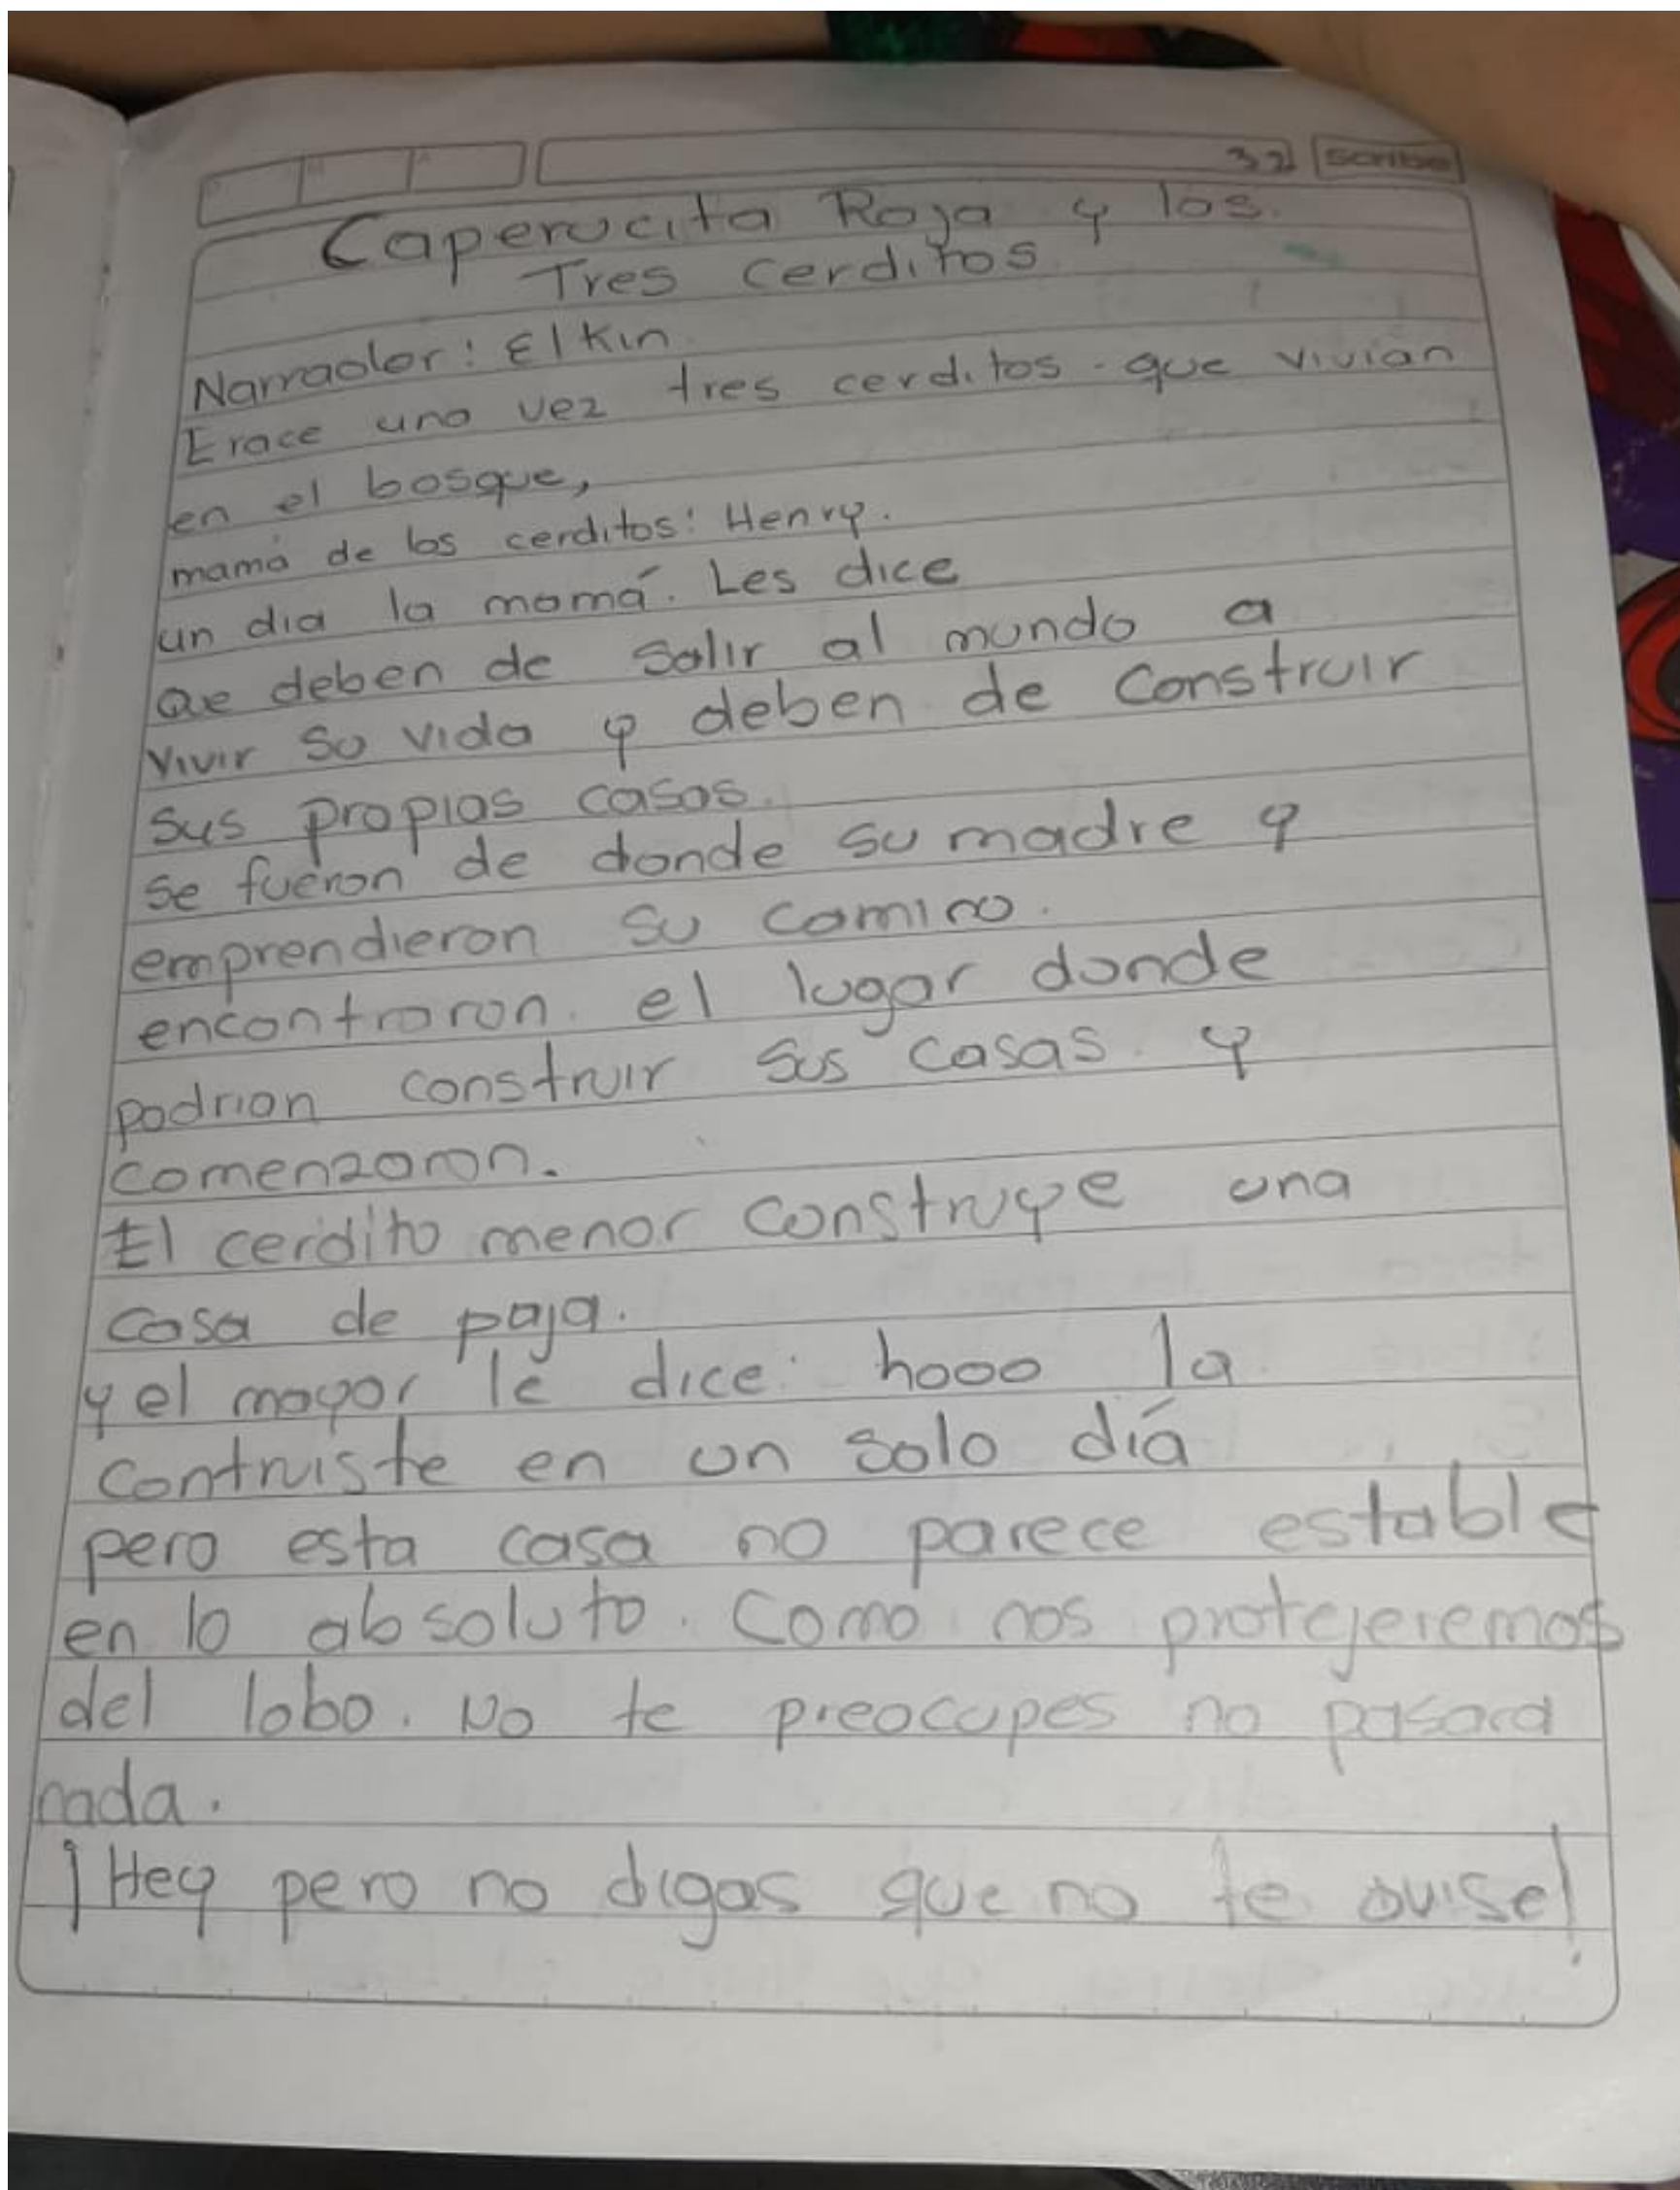 32 scribe
Caperucita Roja y los.
Tres cerditos
Narrador: Elkin
Erace una vez tres cerditos. que vivian
en el bosque,
mamá de los cerditos: Henry.
un dia la mamá. Les dice
Qe deben de salir al mundo a
vivir su vida y deben de construir
sus propias casas.
se fueron de donde su madre y
emprendieron su camino.
encontraron. el lugar donde
podrian construir sus casas. y
comenzaron.
El cerdito menor construye una
casa de paja.
y el mayor le dice: hooo la
contruiste en un solo día
pero esta casa no parece estable
en lo absoluto. Como nos protejeremos
del lobo. No te preocupes no pasara
nada.
¡Hey pero no digas que no te avise!